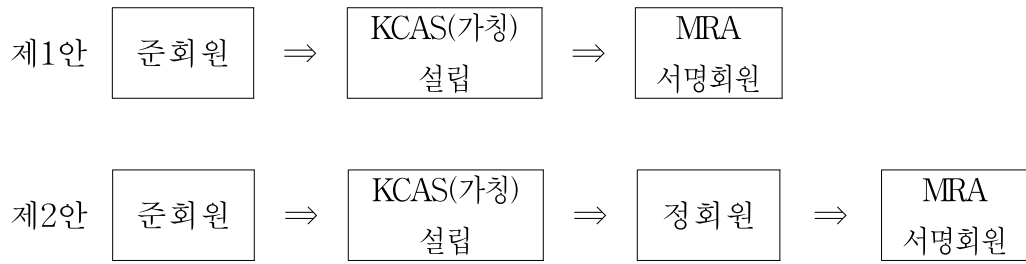 제1안 준회원 ⇒ KCAS(가칭) 설립 ⇒ MRA 서명회원
제2안 준회원 ⇒ KCAS(가칭) 설립 ⇒ 정회원 ⇒ MRA 서명회원